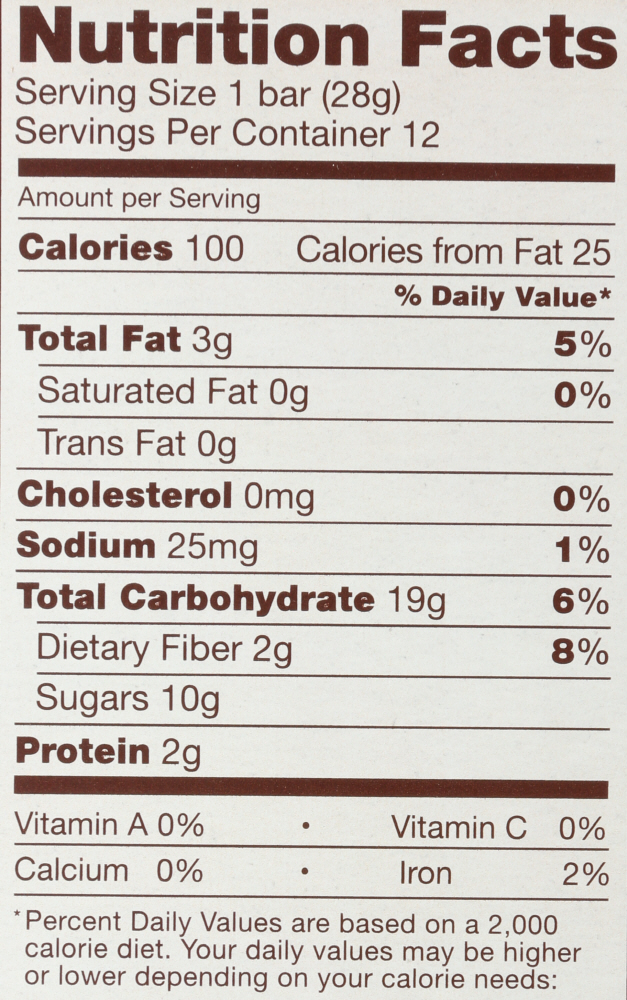 Nutrition Facts
Serving Size 1 bar (28g)
Servings Per Container 12
Amount per Serving
Calories 100 Calories from Fat 25
% Daily Value*
Total Fat 3g 5%
Saturated Fat 0g 0%
Trans Fat 0g
Cholesterol 0mg 0%
Sodium 25mg 1%
Total Carbohydrate 19g 6%
Dietary Fiber 2g 8%
Sugars 10g
Protein 2g
Vitamin A 0% • Vitamin C 0%
Calcium 0% • Iron 2%
*Percent Daily Values are based on a 2,000
calorie diet. Your daily values may be higher
or lower depending on your calorie needs: